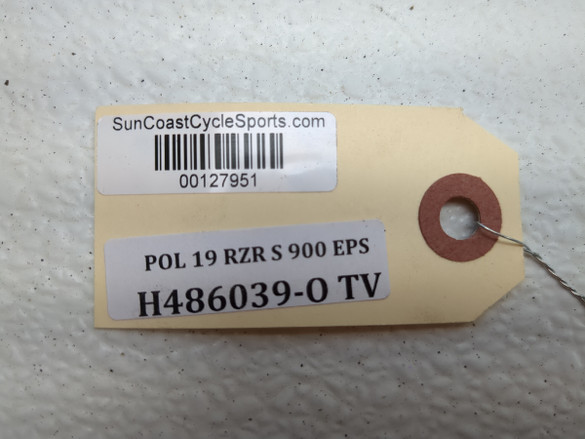 SunCoastCycleSports.com
00127951
POL 19 RZR S 900 EPS
H486039-O TV